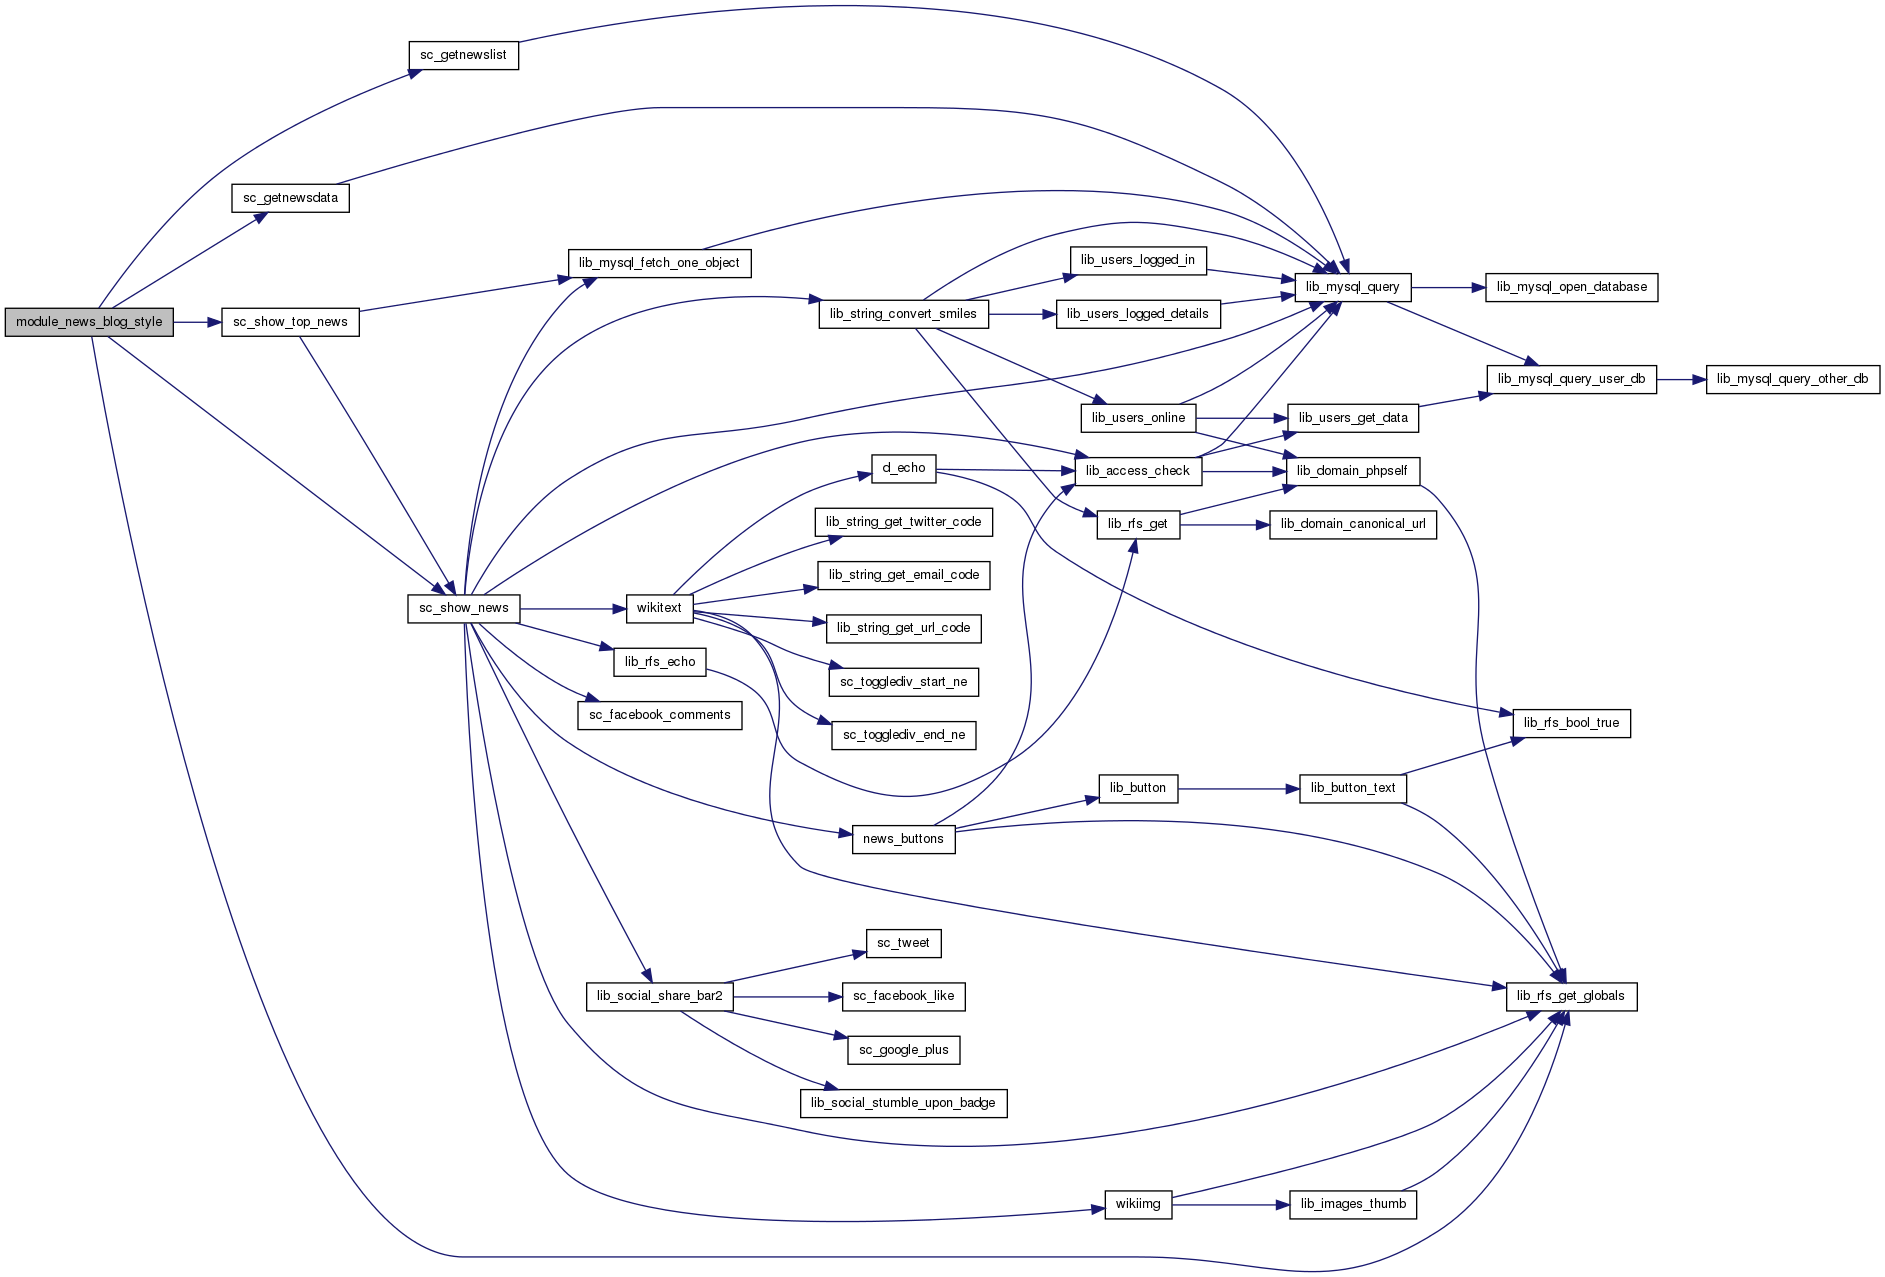 sc_getnewslist
sc_getnewsdata
lib_mysql_fetch_one_object
lib_users_logged_in
lib_mysql_query
lib_mysql_open_database
module_news_blog_style
sc_show_top_news
lib_string_convert_smiles
lib_users_logged_details
lib_mysql_query_user_db
lib_mysql_query_other_db
lib_users_online
lib_users_get_data
d_echo
lib_access_check
lib_domain_phpself
lib_string_get_twitter_code
lib_rfs_get
lib_domain_canonical_url
lib_string_get_email_code
sc_show_news
wikitext
lib_string_get_url_code
lib_rfs_echo
sc_togglediv_start_ne
sc_facebook_comments
sc_togglediv_end_ne
lib_rfs_bool_true
lib_button
lib_button_text
news_buttons
sc_tweet
lib_social_share_bar2
sc_facebook_like
lib_rfs_get_globals
sc_google_plus
lib_social_stumble_upon_badge
wikiimg
lib_images_thumb